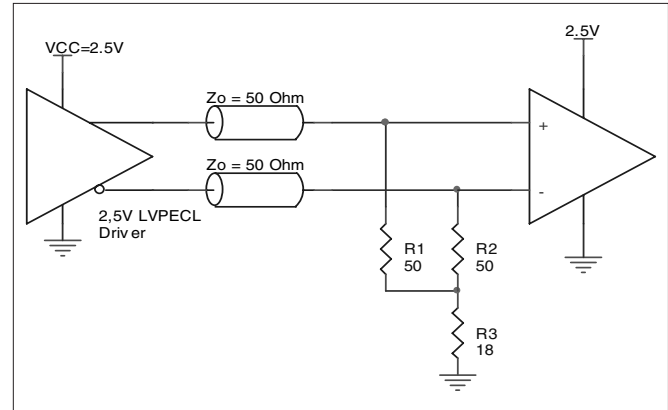 VCC=2.5V
2.5V
Zo = 50 Ohm
+
Zo = 50 Ohm
-
2,5V LVPECL
Driver
R1
50
R2
50
R3
18